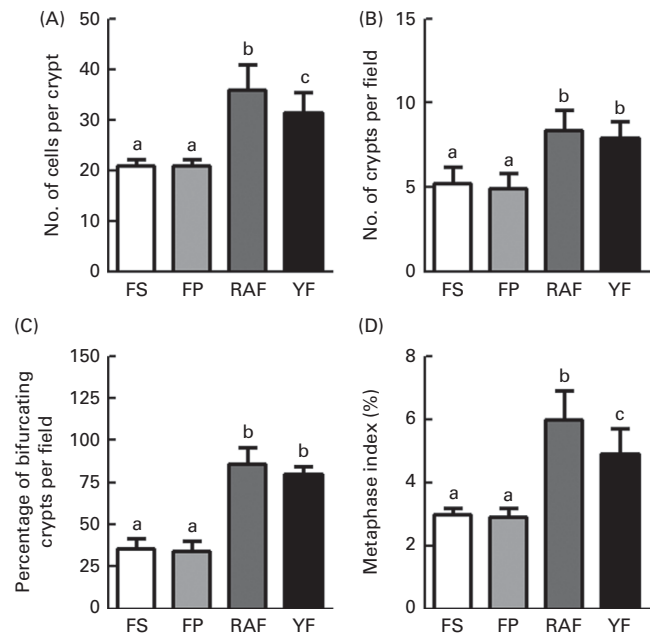 (A)
No. of cells per crypt
50
40
30
20
10
0
a
a
b
c
FS
FP
RAF
YF
(B)
No. of crypts per field
15
10
5
0
a
a
b
b
FS
FP
RAF
YF
(C)
Percentage of bifurcating
crypts per field
150
125
100
75
50
25
0
a
a
b
b
FS
FP
RAF
YF
(D)
Metaphase index (%)
8
6
4
2
0
a
a
b
c
FS
FP
RAF
YF